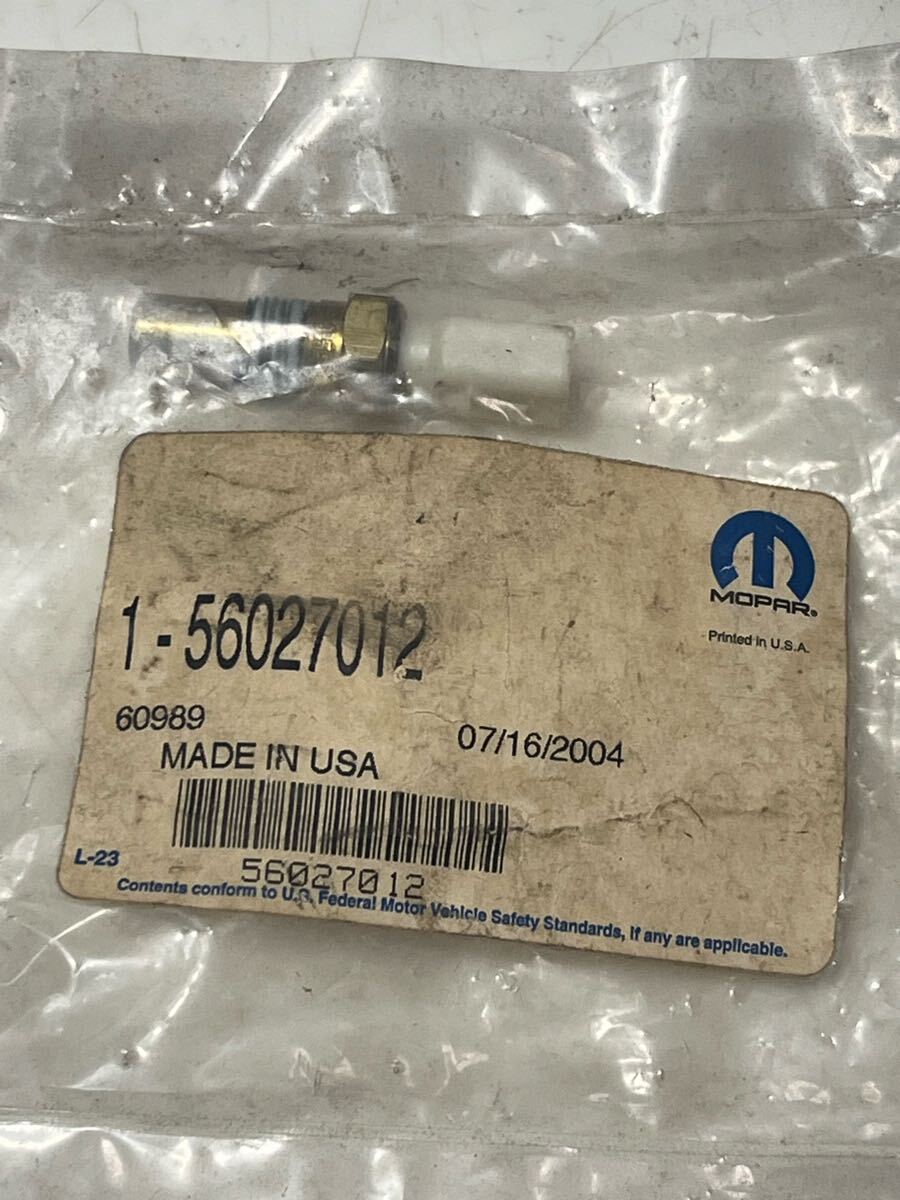 MOPAR®
Printed in U.S.A.
1-56027012
60989
07/16/2004
MADE IN USA
56027012
L-23
Contents conform to U.S. Federal Motor Vehicle Safety Standards, if any are applicable.